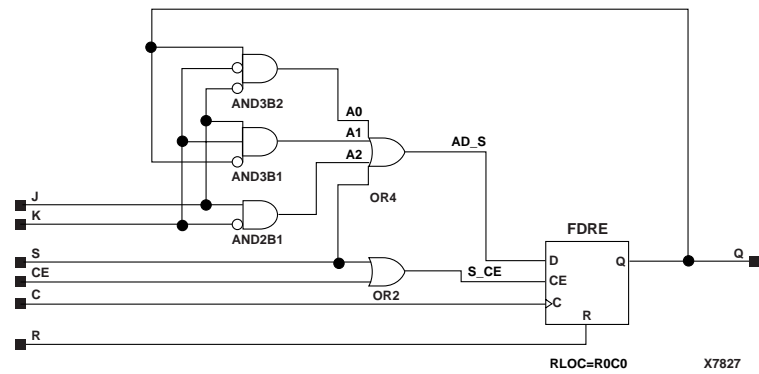 AND3B2
A0
A1
AD_S
A2
AND3B1
OR4
J
K
AND2B1
FDRE
S
D
Q
Q
CE
S_CE
CE
OR2
C
C
R
R
RLOC=R0C0
X7827